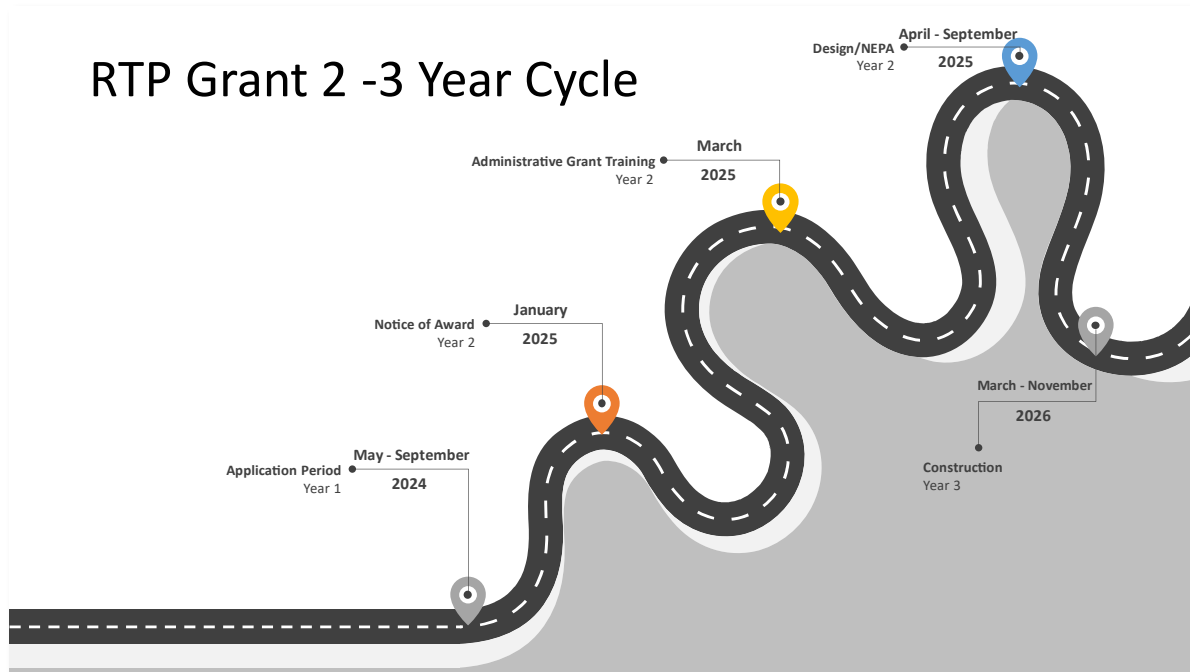 RTP Grant 2 -3 Year Cycle
April - September
Design/NEPA
Year 2
2025
March
Administrative Grant Training
Year 2
2025
January
Notice of Award
Year 2
2025
March - November
2026
Construction
Year 3
May - September
Application Period
Year 1
2024